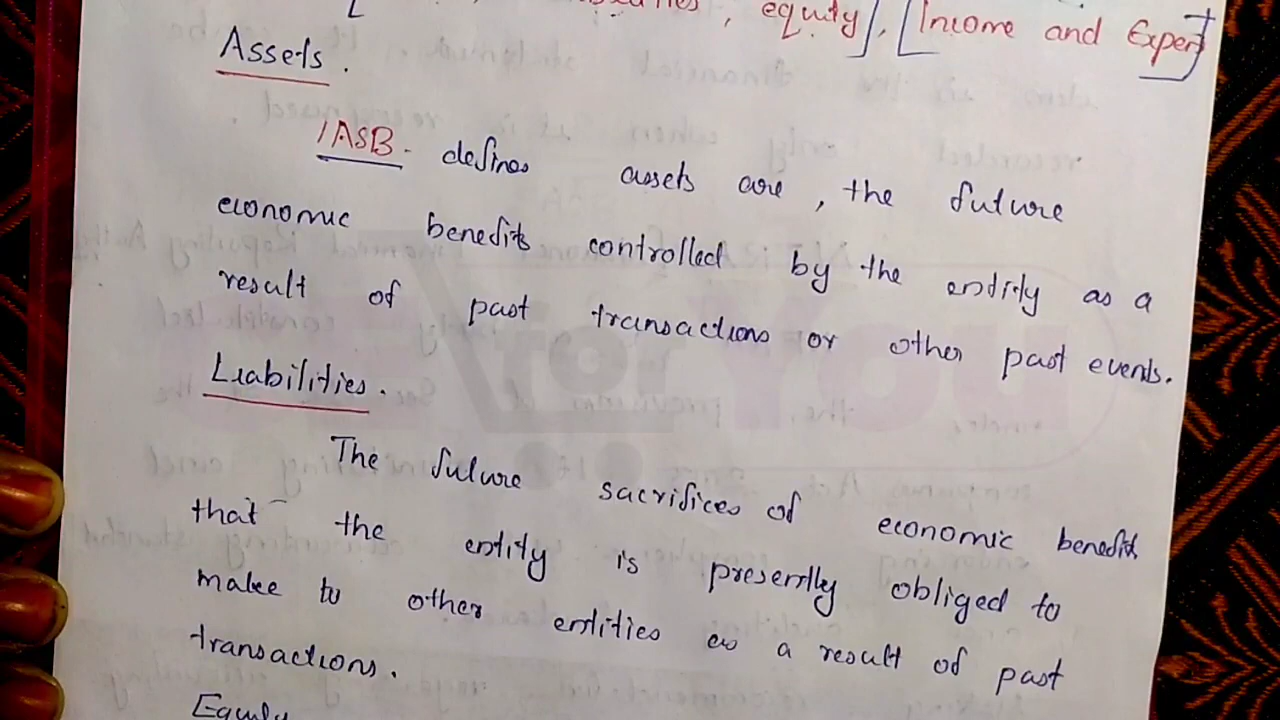 , equity], [Income and Expen
Assets.
IASB - defines assets are, the future
economic benefits controlled by the entity as a
result of past transactions or other past events.
Liabilities.
The future sacrifices of economic benefits
that the entity is presently obliged to
make to other entities as a result of past
transactions.
Equity